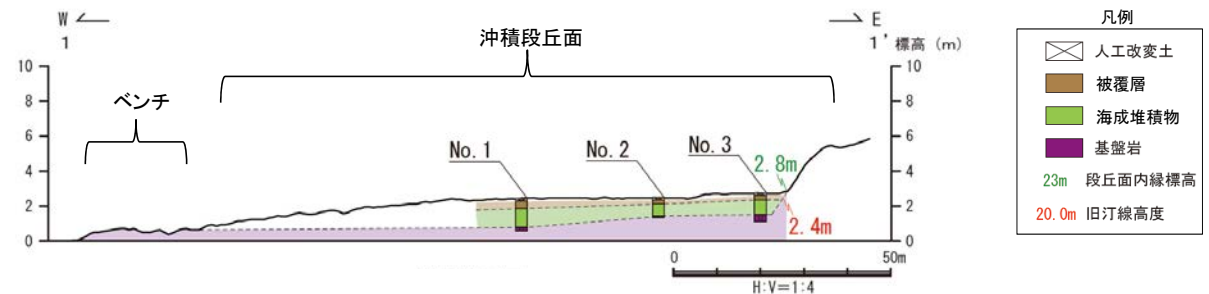 W E
1 1’ 標高 (m)
沖積段丘面
ベンチ
10 10
8 8
6 6
4 4
2 2
0 0
No. 1
No. 2
No. 3
2.8m
2.4m
0 50m
H:V=1:4
凡例
人工改変土
被覆層
海成堆積物
基盤岩
23m 段丘面内縁標高
20.0m 旧汀線高度